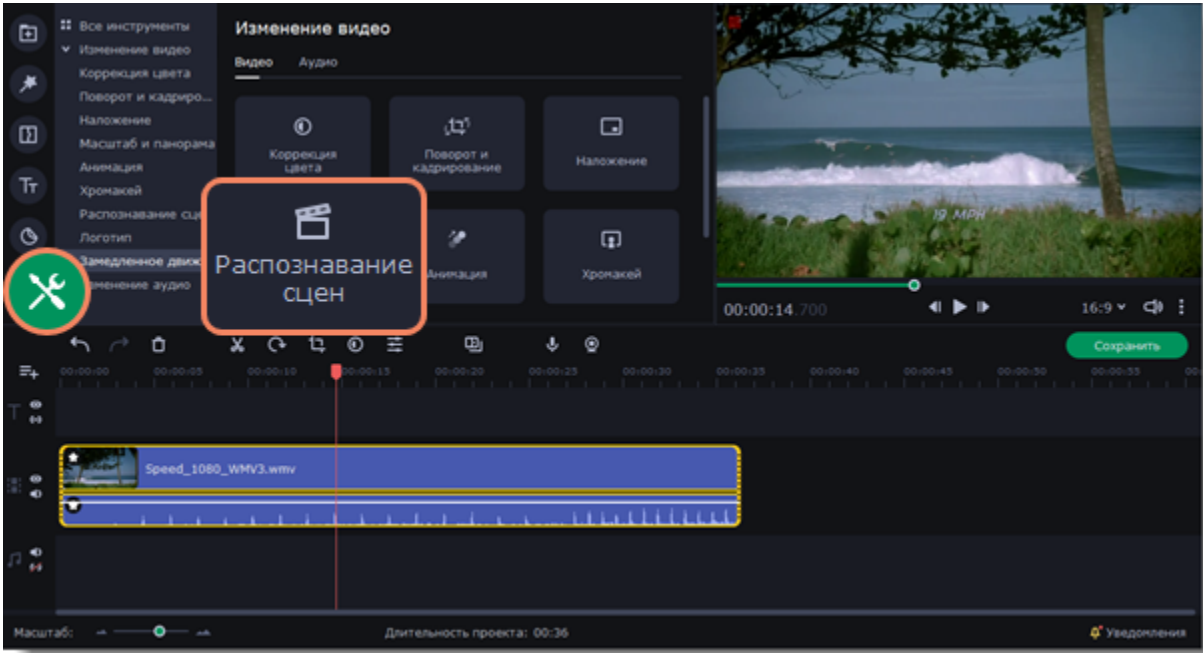 Все инструменты
Изменение видео
Коррекция цвета
Поворот и кадриро...
Наложение
Масштаб и панорама
Анимация
Хромакей
Распознавание сце
Логотип
Замедленное движ
Изменение аудио
Изменение видео
Видео Аудио
Коррекция
цвета
Поворот и
кадрирование
Наложение
Распознавание
сцен
Анимация
Хромакей
19 MPH
00:00:14.700
16:9
Сохранить
00:00:00 00:00:05 00:00:10 00:00:15 00:00:20 00:00:25 00:00:30 00:00:35 00:00:40 00:00:45 00:00:50 00:00:55 00:
Speed_1080_WMV3.wmv
Масштаб:
Длительность проекта: 00:36
Уведомления